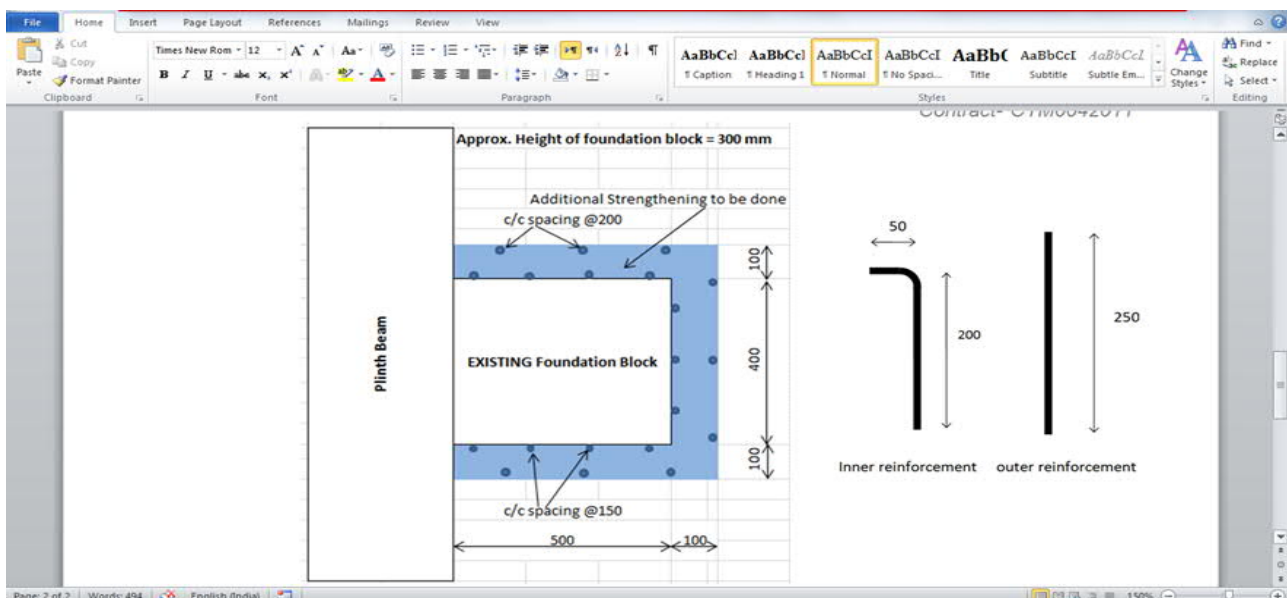 File Home Insert Page Layout References Mailings Review View
Cut
Copy
Format Painter
Paste
Times New Rom 12
Clipboard Font Paragraph Styles Editing
AaBbCcI AaBbCcI AaBbCcI AaBbCcI AaBb( AaBbCcI AaBbCcL
¶ Caption ¶ Heading 1 ¶ Normal ¶ No Spaci... Title Subtitle Subtle Em...
Change Styles
Find
Replace
Select
Approx. Height of foundation block = 300 mm
Additional Strengthening to be done
c/c spacing @200
100
400
100
Plinth Beam
EXISTING Foundation Block
c/c spacing @150
500
100
50
200
250
Inner reinforcement
outer reinforcement
Page: 2 of 2 Words: 494 English (India) 150%